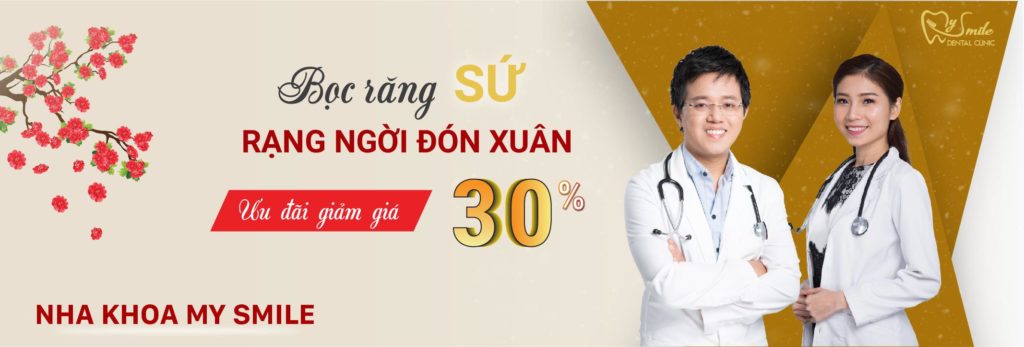 Bọc răng SỨ
RẠNG NGỜI ĐÓN XUÂN
Ưu đãi giảm giá 30%
NHA KHOA MY SMILE
My Smile
DENTAL CLINIC